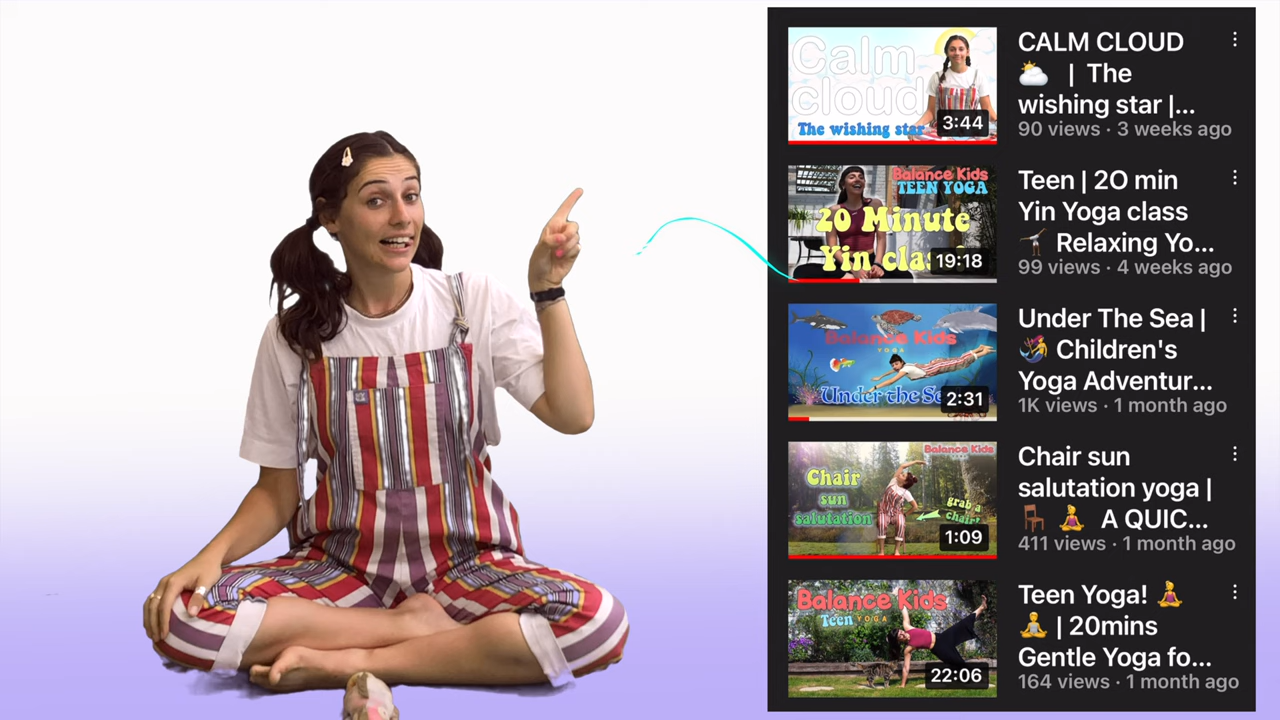 Calm
cloud
The wishing star
3:44
CALM CLOUD
🌥️ | The
wishing star |...
90 views · 3 weeks ago
Balance Kids
TEEN YOGA
20 Minute
Yin clas
19:18
Teen | 2O min
Yin Yoga class
🤸 Relaxing Yo...
99 views · 4 weeks ago
Balance Kids
YOGA
Under the Se
2:31
Under The Sea |
🧜‍♀️ Children's
Yoga Adventur...
1K views · 1 month ago
Balance Kids
Chair
sun
salutation
grab a
chair!
1:09
Chair sun
salutation yoga |
🪑 🧘‍♀️ A QUIC...
411 views · 1 month ago
Balance Kids
Teen YOGA
22:06
Teen Yoga! 🧘‍♀️
🧘 | 20mins
Gentle Yoga fo...
164 views · 1 month ago